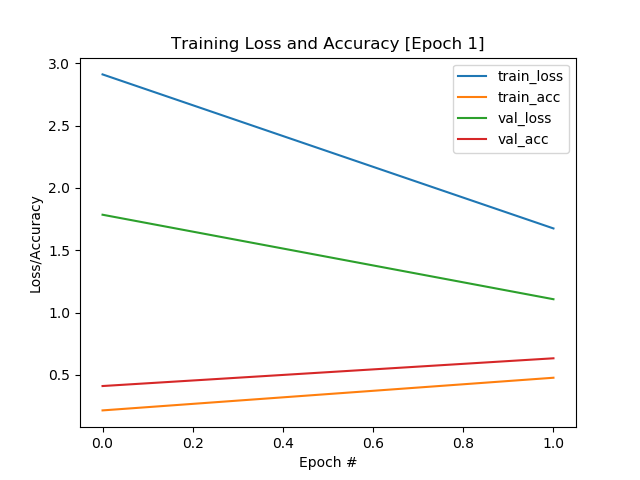 Training Loss and Accuracy [Epoch 1]
3.0
2.5
2.0
1.5
1.0
0.5
Loss/Accuracy
train_loss
train_acc
val_loss
val_acc
0.0 0.2 0.4 0.6 0.8 1.0
Epoch #